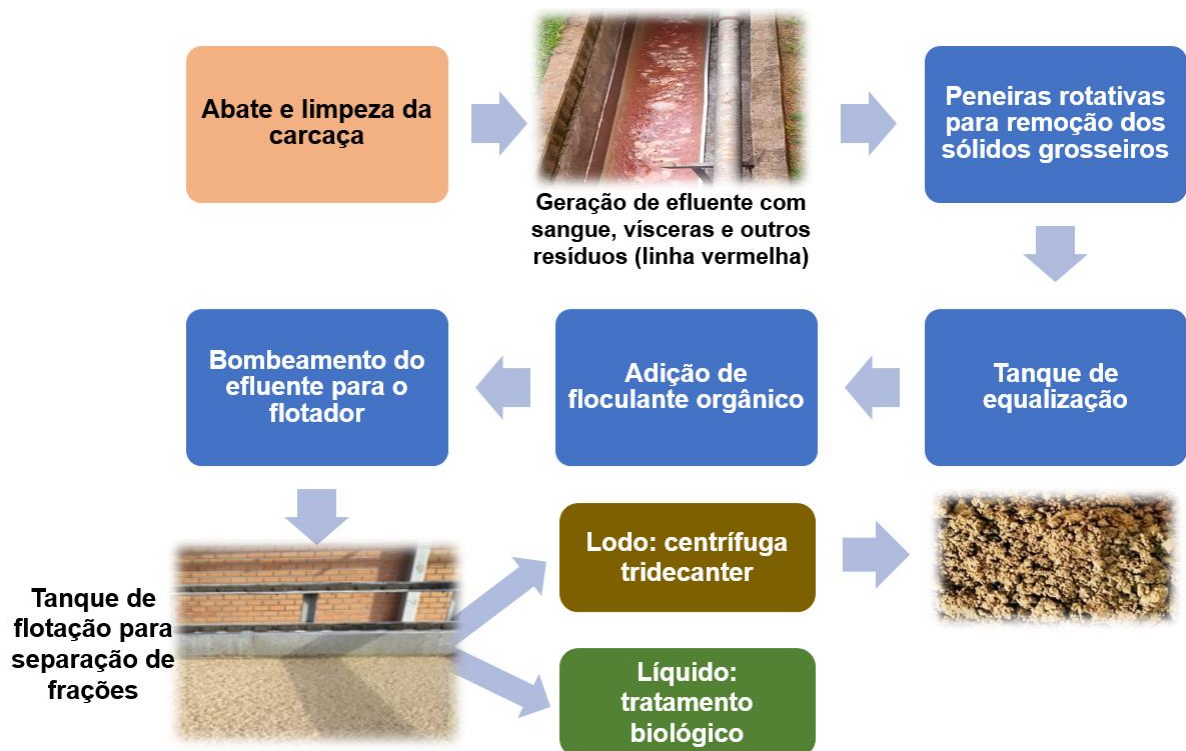 Abate e limpeza da
carcaça
Geração de efluente com
sangue, vísceras e outros
resíduos (linha vermelha)
Peneiras rotativas
para remoção dos
sólidos grosseiros
Tanque de
equalização
Adição de
floculante orgânico
Bombeamento do
efluente para o
flotador
Tanque de
flotação para
separação de
frações
Lodo: centrífuga
tridecanter
Líquido:
tratamento
biológico